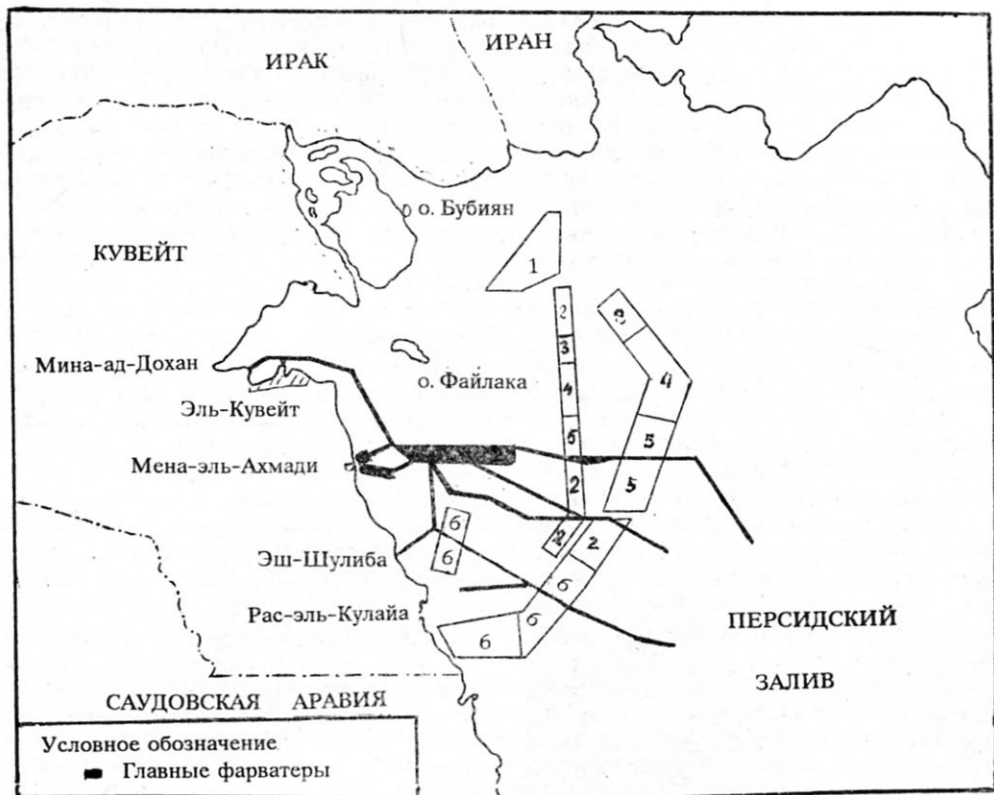 ИРАК
ИРАН
о. Бубиян
КУВЕЙТ
1
2
2
Мина-ад-Дохан
3
4
о. Файлака
4
Эль-Кувейт
5
5
Мена-эль-Ахмади
2
5
6
2
2
Эш-Шулиба
6
6
Рас-эль-Кулайа
6
ПЕРСИДСКИЙ
6
ЗАЛИВ
САУДОВСКАЯ АРАВИЯ
Условное обозначение
Главные фарватеры